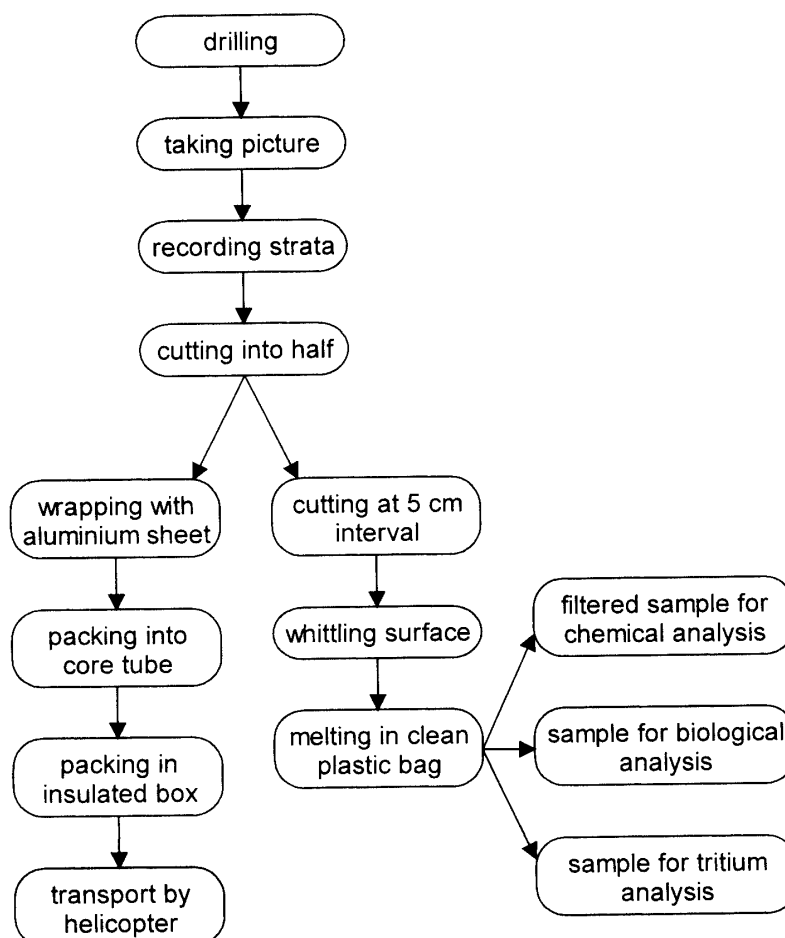 drilling
taking picture
recording strata
cutting into half
wrapping with
aluminium sheet
packing into
core tube
packing in
insulated box
transport by
helicopter
cutting at 5 cm
interval
whittling surface
melting in clean
plastic bag
filtered sample for
chemical analysis
sample for biological
analysis
sample for tritium
analysis